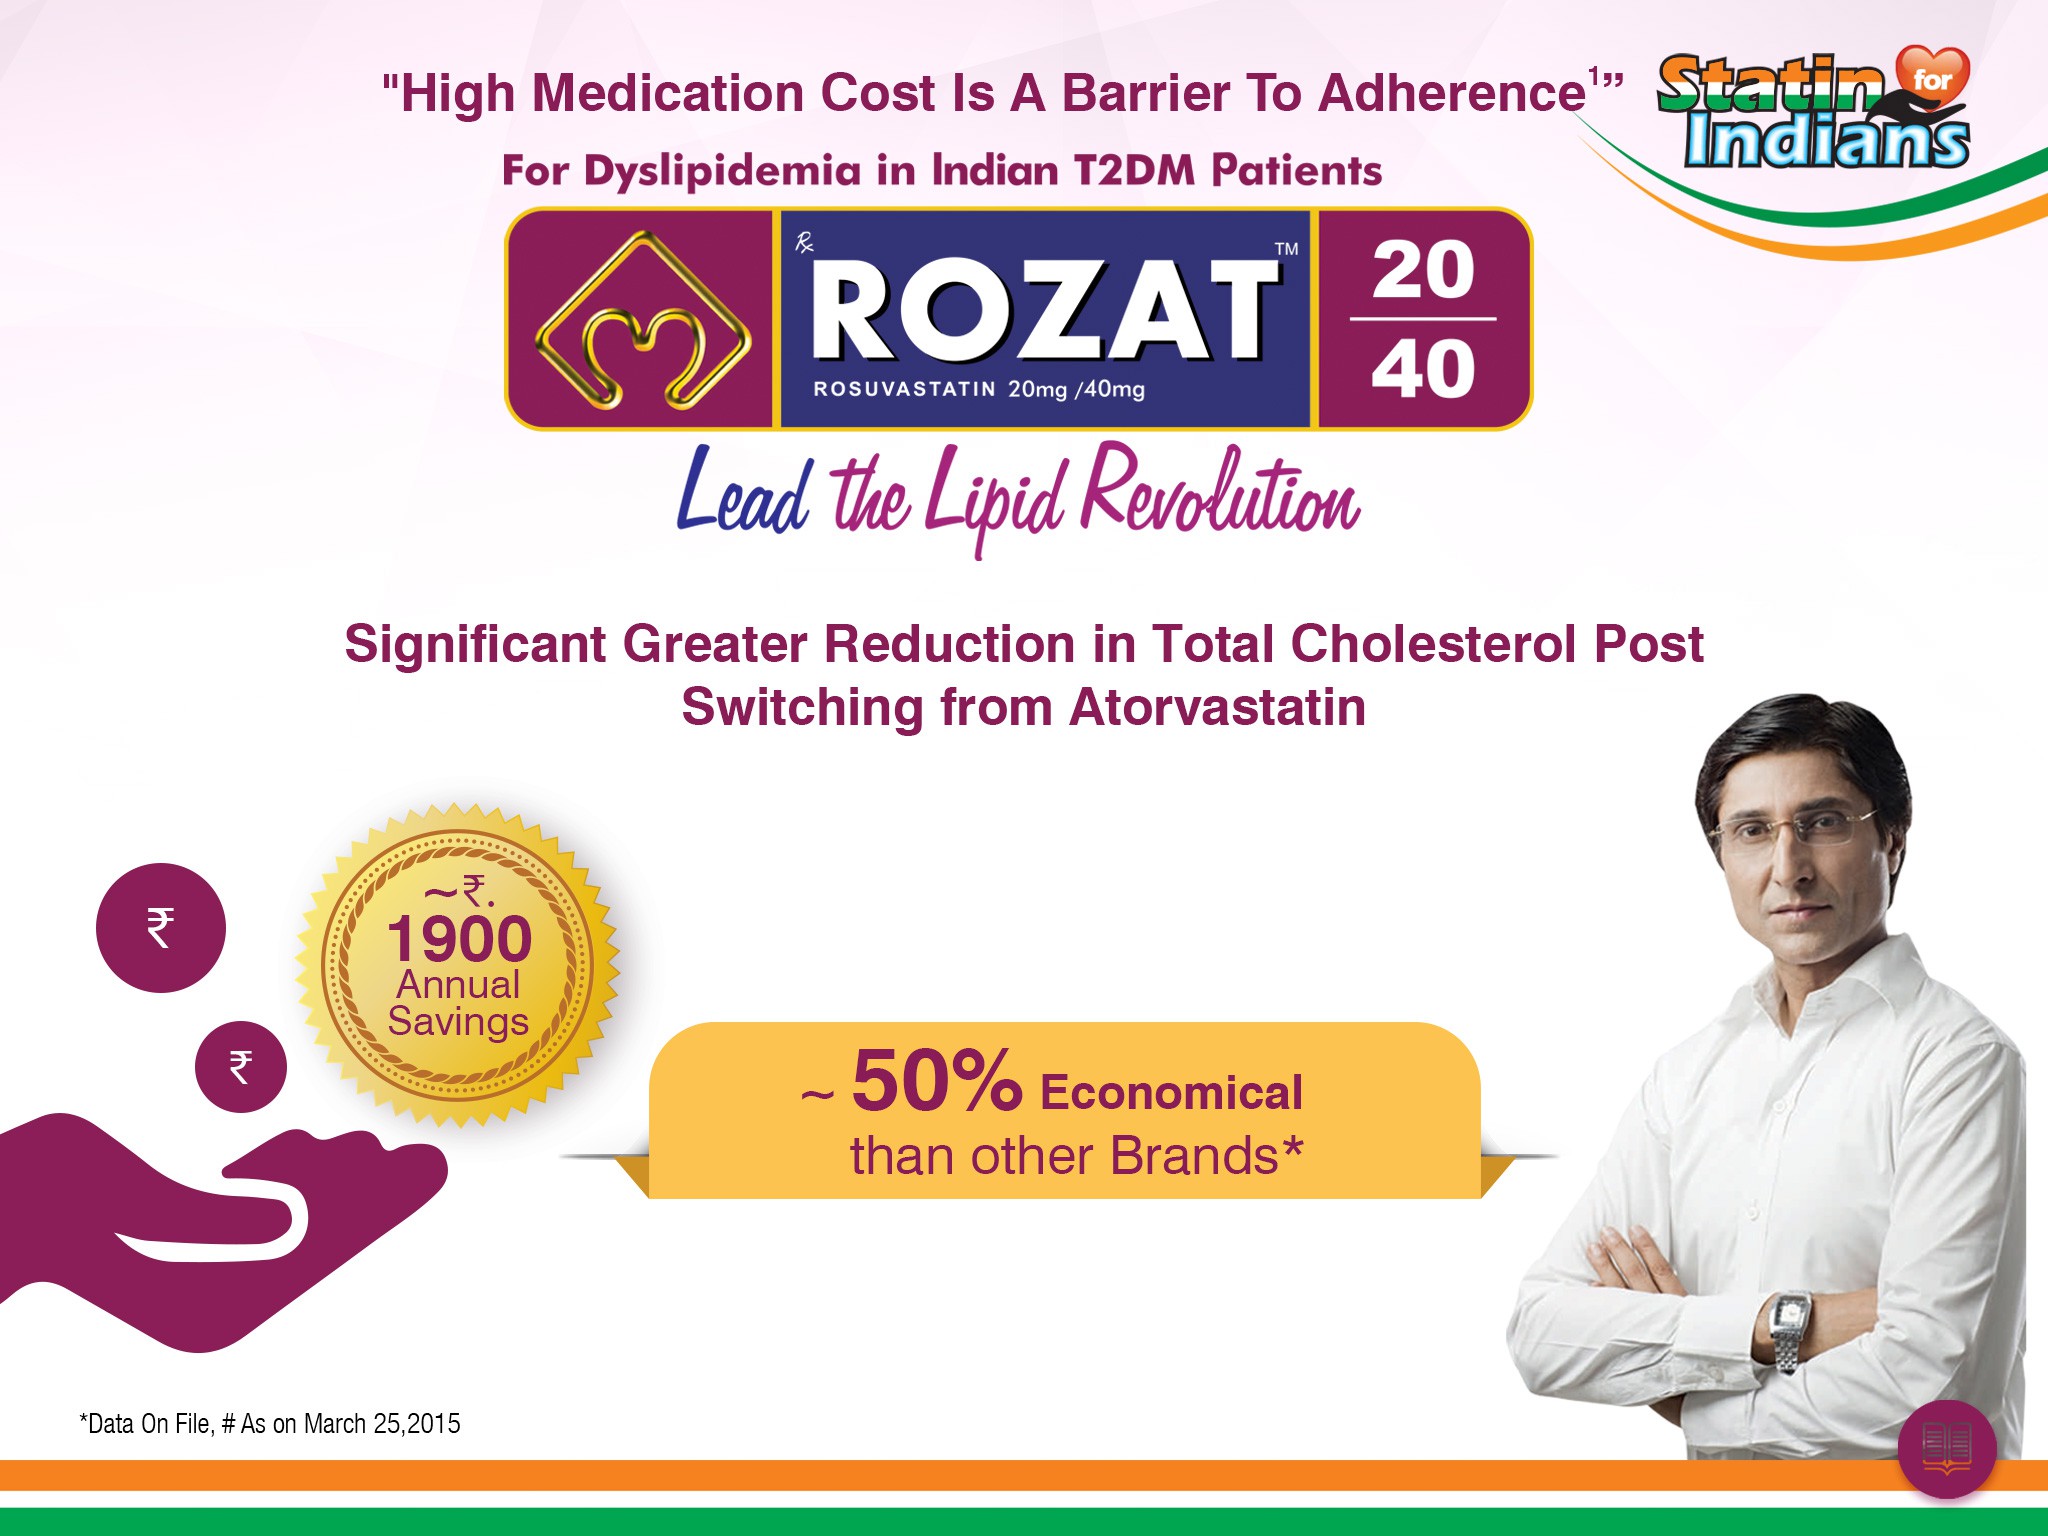 "High Medication Cost Is A Barrier To Adherence¹”
Statin for
Indians
For Dyslipidemia in Indian T2DM Patients
Rx
ROZAT™
ROSUVASTATIN 20mg /40mg
20
40
Lead the Lipid Revolution
Significant Greater Reduction in Total Cholesterol Post
Switching from Atorvastatin
₹
₹
~₹.
1900
Annual
Savings
~ 50% Economical
than other Brands*
*Data On File, # As on March 25,2015